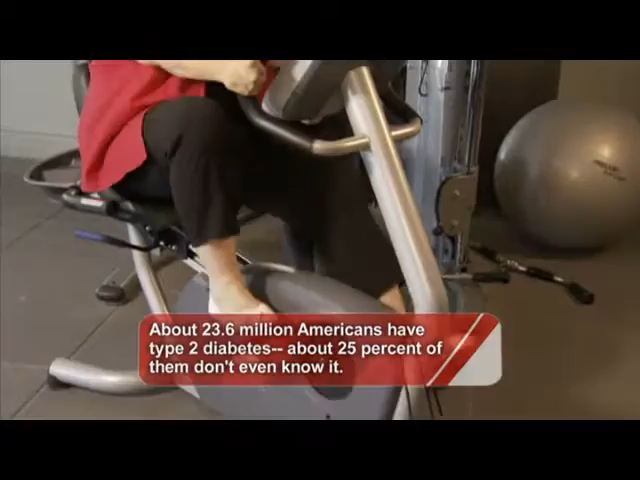 About 23.6 million Americans have
type 2 diabetes-- about 25 percent of
them don't even know it.